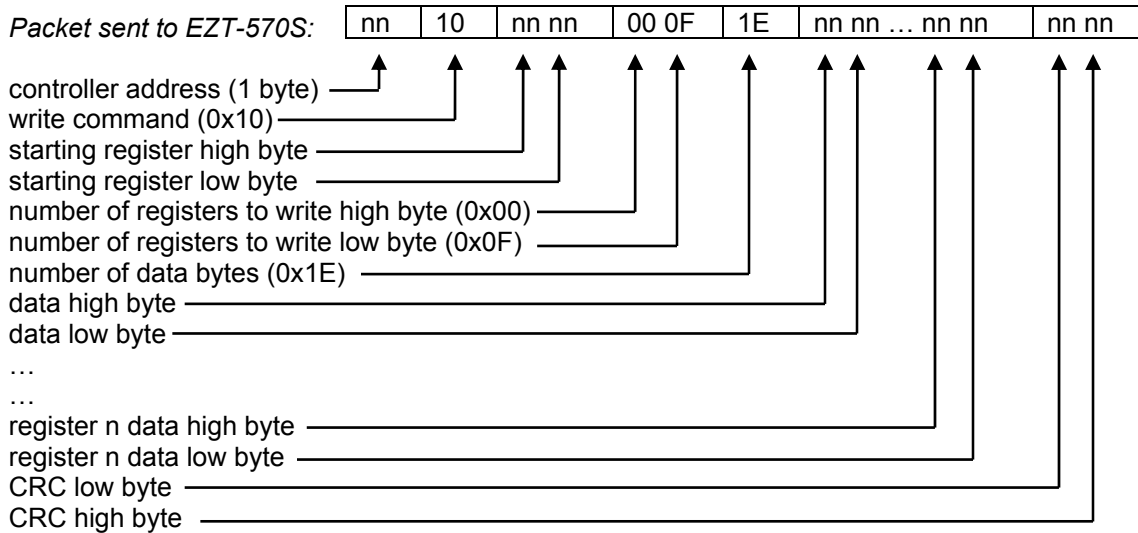 Packet sent to EZT-570S: nn 10 nn nn 00 0F 1E nn nn … nn nn nn nn
controller address (1 byte)
write command (0x10)
starting register high byte
starting register low byte
number of registers to write high byte (0x00)
number of registers to write low byte (0x0F)
number of data bytes (0x1E)
data high byte
data low byte
…
…
register n data high byte
register n data low byte
CRC low byte
CRC high byte